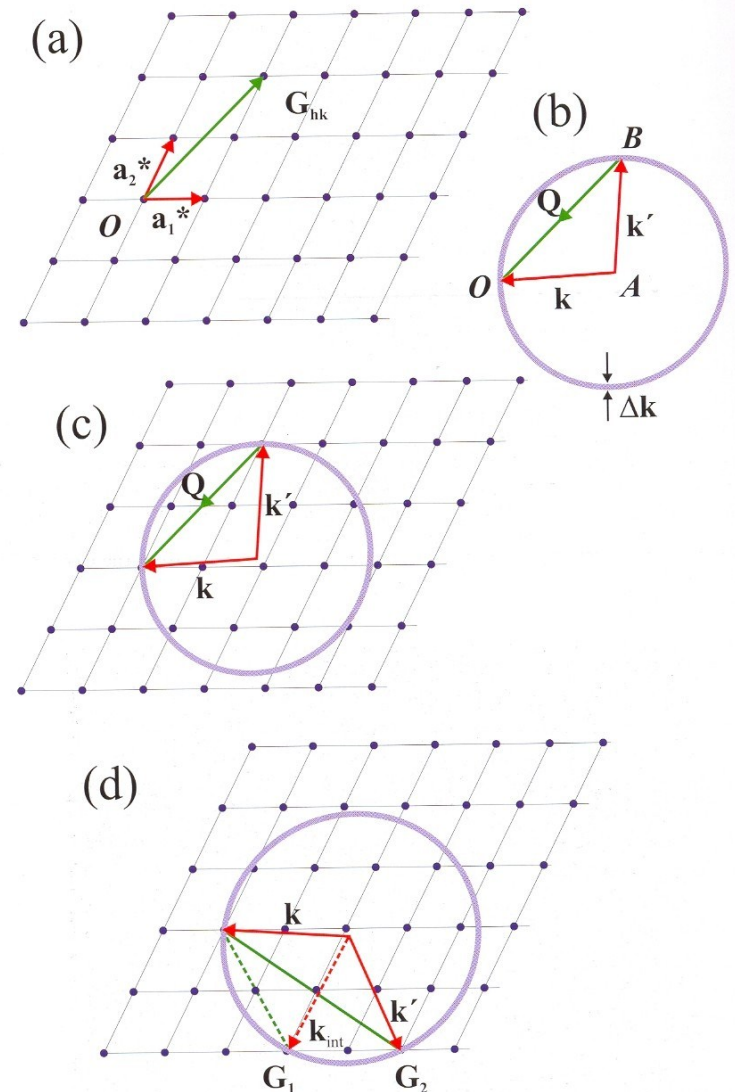 (a)
G_hk
a_2*
O
a_1*
(b)
B
Q
k´
O
k
A
Δk
(c)
Q
k´
k
(d)
k
k´
k_int
G_1
G_2